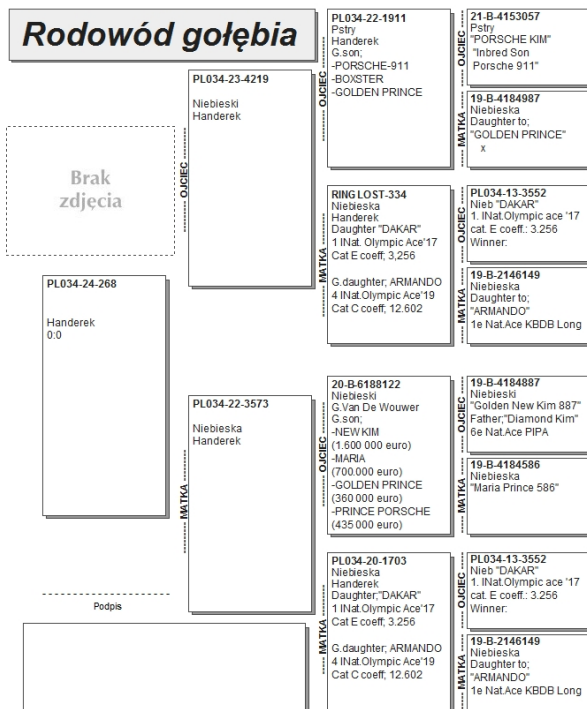 Rodowód gołębia
Brak
zdjęcia
PL034-24-268
Handerek
0:0
Podpis
OJCIEC
PL034-23-4219
Niebieski
Handerek
MATKA
PL034-22-3573
Niebieska
Handerek
OJCIEC
PL034-22-1911
Pstry
Handerek
G.son;
-PORSCHE-911
-BOXSTER
-GOLDEN PRINCE
MATKA
RING LOST-334
Niebieska
Handerek
Daughter "DAKAR"
1 INat.Olympic Ace'17
Cat E coeff; 3,256
G.daughter; ARMANDO
4 INat.Olympic Ace'19
Cat C coeff; 12.602
OJCIEC
20-B-6188122
Niebieski
G.Van De Wouwer
G.son;
-NEW KIM
(1.600 000 euro)
-MARIA
(700.000 euro)
-GOLDEN PRINCE
(360 000 euro)
-PRINCE PORSCHE
(435 000 euro)
MATKA
PL034-20-1703
Niebieska
Handerek
Daughter;"DAKAR"
1 INat.Olympic Ace'17
Cat E coeff; 3.256
G.daughter; ARMANDO
4 INat.Olympic Ace'19
Cat C coeff; 12.602
OJCIEC
21-B-4153057
Pstry
"PORSCHE KIM"
"Inbred Son
Porsche 911"
MATKA
19-B-4184987
Niebieska
Daughter to;
"GOLDEN PRINCE"
x
OJCIEC
PL034-13-3552
Nieb "DAKAR"
1. INat.Olympic ace '17
cat. E coeff.: 3.256
Winner:
MATKA
19-B-2146149
Niebieska
Daughter to;
"ARMANDO"
1e Nat.Ace KBDB Long
OJCIEC
19-B-4184887
Niebieski
"Golden New Kim 887"
Father;"Diamond Kim"
6e Nat.Ace PIPA
MATKA
19-B-4184586
Niebieska
"Maria Prince 586"
OJCIEC
PL034-13-3552
Nieb "DAKAR"
1. INat.Olympic ace '17
cat. E coeff.: 3.256
Winner:
MATKA
19-B-2146149
Niebieska
Daughter to;
"ARMANDO"
1e Nat.Ace KBDB Long